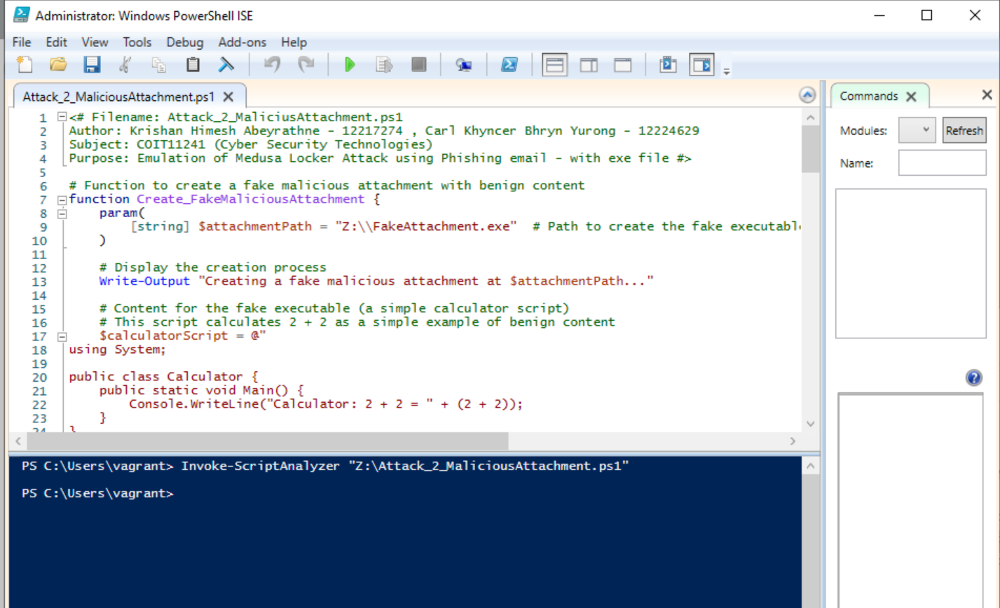 Administrator: Windows PowerShell ISE
File Edit View Tools Debug Add-ons Help
Attack_2_MaliciousAttachment.ps1
Commands
Modules:
Refresh
Name:
1 <# Filename: Attack_2_MaliciusAttachment.ps1
2 Author: Krishan Himesh Abeyrathne - 12217274 , Carl Khyncer Bhryn Yurong - 12224629
3 Subject: COIT11241 (Cyber Security Technologies)
4 Purpose: Emulation of Medusa Locker Attack using Phishing email - with exe file #>
5
6 # Function to create a fake malicious attachment with benign content
7 function Create_FakeMaliciousAttachment {
8 param(
9 [string] $attachmentPath = "Z:\\FakeAttachment.exe" # Path to create the fake executabl
10 )
11
12 # Display the creation process
13 Write-Output "Creating a fake malicious attachment at $attachmentPath..."
14
15 # Content for the fake executable (a simple calculator script)
16 # This script calculates 2 + 2 as a simple example of benign content
17 $calculatorScript = @"
18 using System;
19
20 public class Calculator {
21 public static void Main() {
22 Console.WriteLine("Calculator: 2 + 2 = " + (2 + 2));
23 }
24 }
PS C:\Users\vagrant> Invoke-ScriptAnalyzer "Z:\Attack_2_MaliciousAttachment.ps1"
PS C:\Users\vagrant>